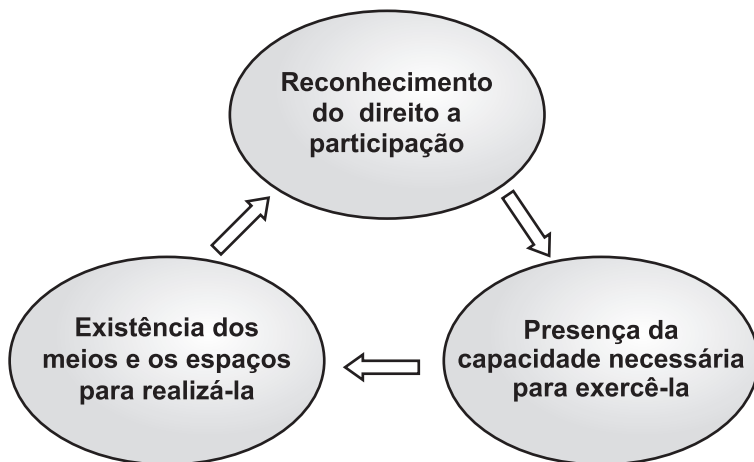 Reconhecimento
do direito a
participação
Presença da
capacidade necessária
para exercê-la
Existência dos
meios e os espaços
para realizá-la